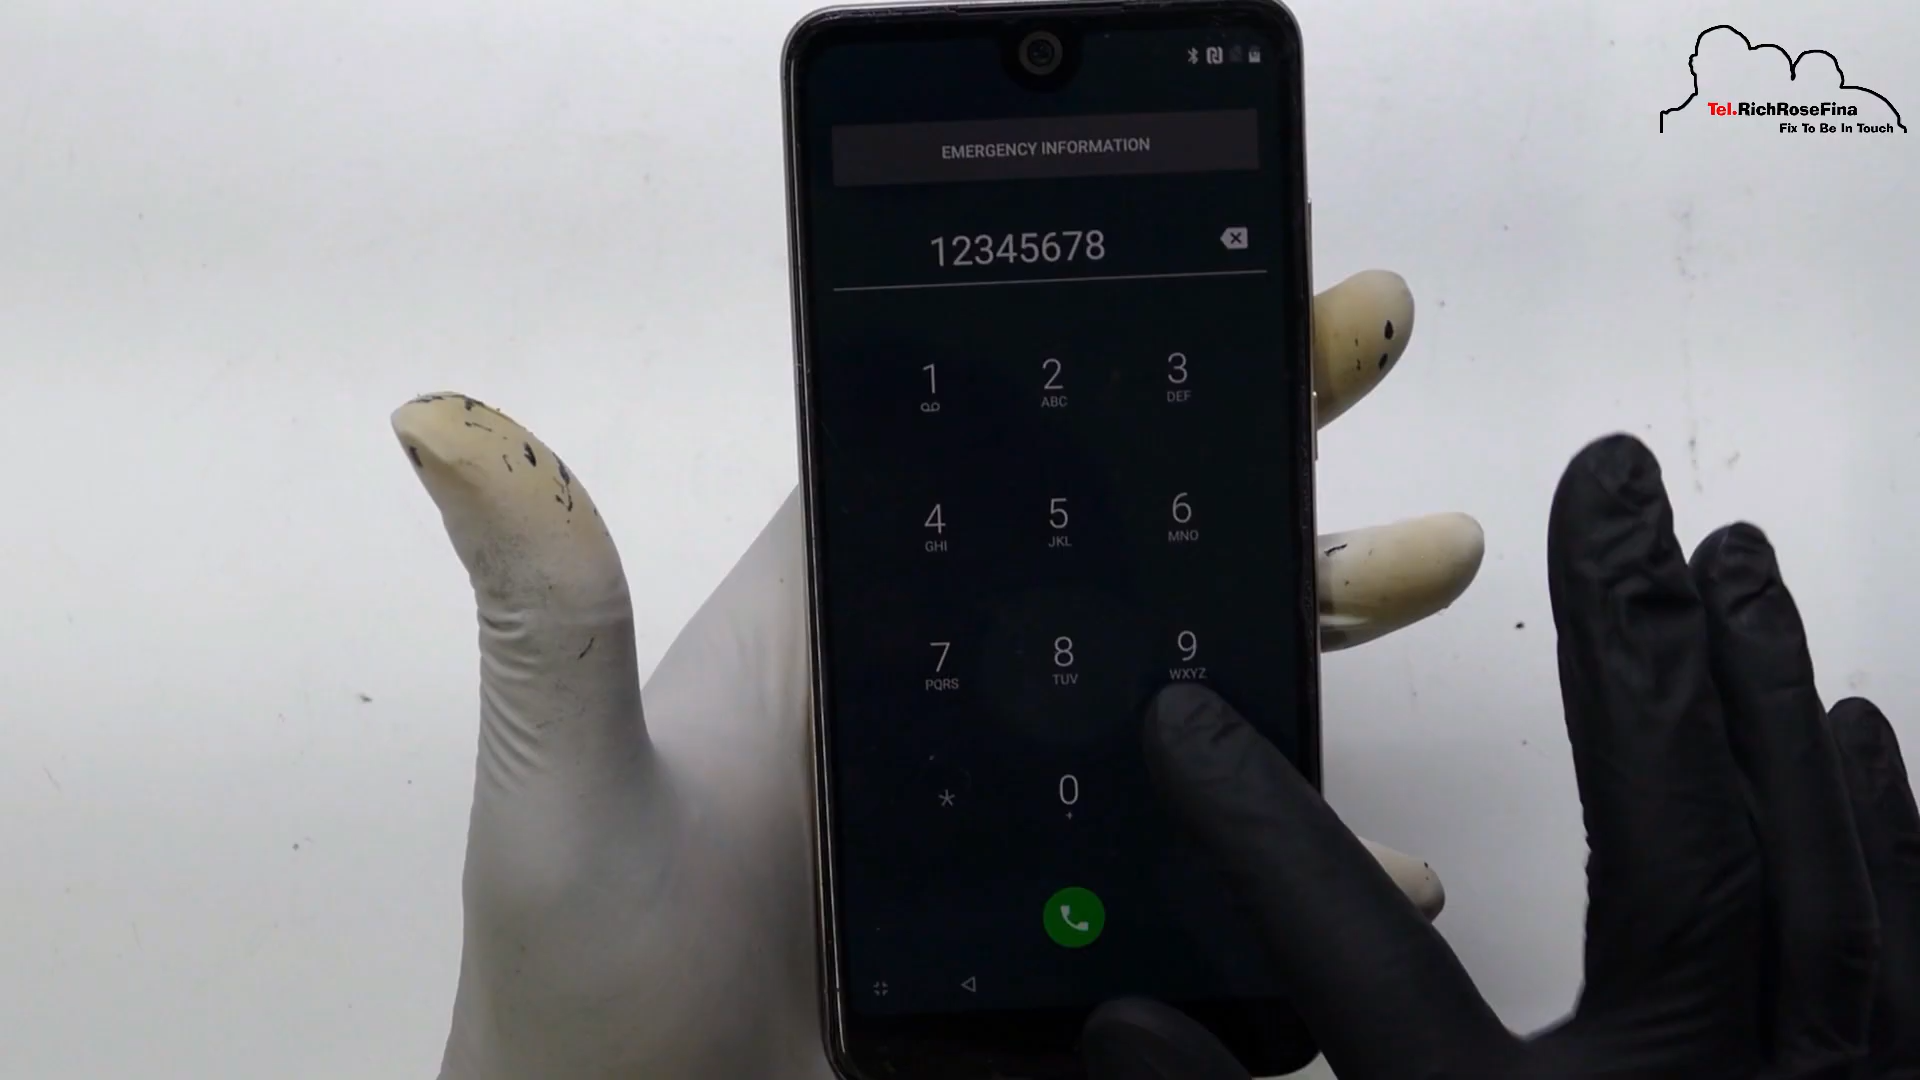 Tel.RichRoseFina
Fix To Be In Touch
EMERGENCY INFORMATION
12345678
1 2 3
ABC DEF
4 5 6
GHI JKL MNO
7 8 9
PQRS TUV WXYZ
* 0
+